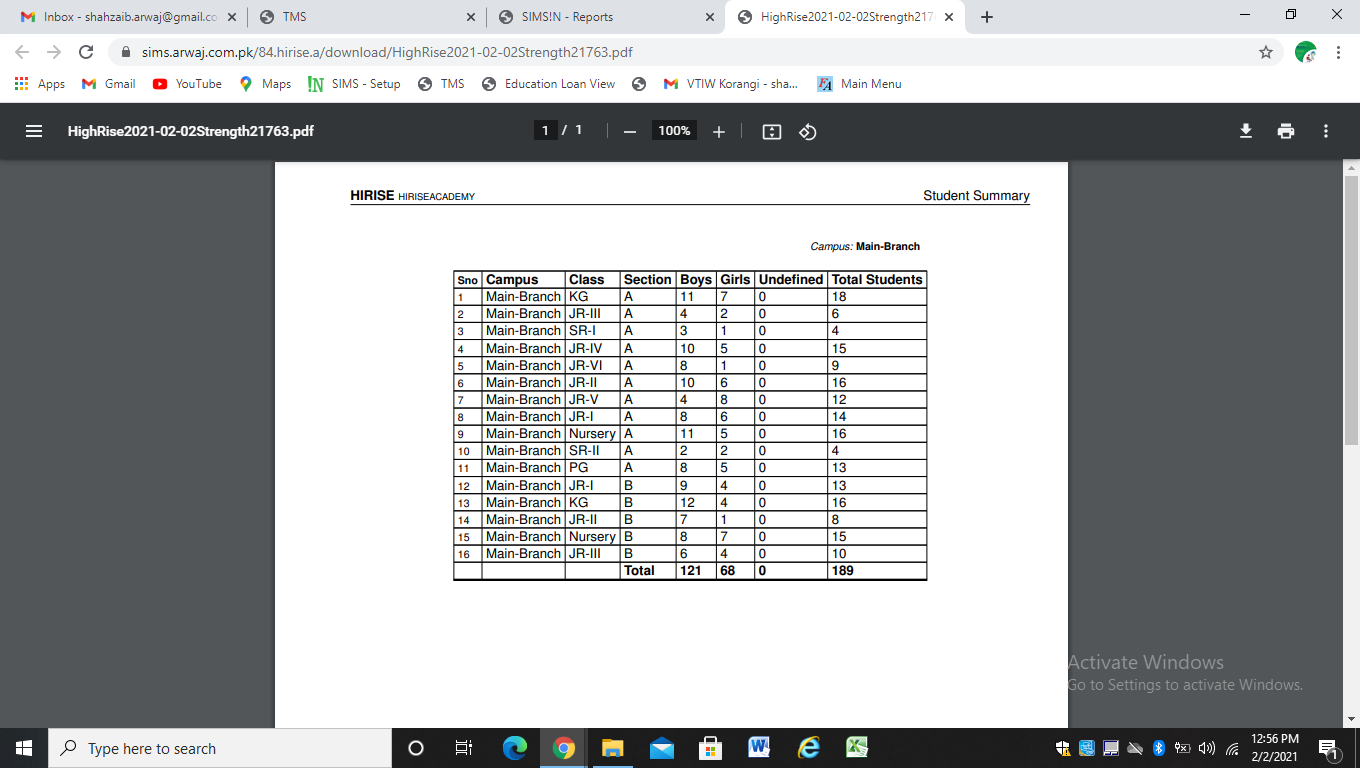 Inbox - shahzaib.arwaj@gmail.co
TMS
SIMS!N - Reports
HighRise2021-02-02Strength217
sims.arwaj.com.pk/84.hirise.a/download/HighRise2021-02-02Strength21763.pdf
Apps Gmail YouTube Maps !N SIMS - Setup TMS Education Loan View VTIW Korangi - sha... FA Main Menu
HighRise2021-02-02Strength21763.pdf 1 / 1 100%
HIRISE HIRISEACADEMY Student Summary
Campus: Main-Branch
Sno Campus Class Section Boys Girls Undefined Total Students
1 Main-Branch KG A 11 7 0 18
2 Main-Branch JR-III A 4 2 0 6
3 Main-Branch SR-I A 3 1 0 4
4 Main-Branch JR-IV A 10 5 0 15
5 Main-Branch JR-VI A 8 1 0 9
6 Main-Branch JR-II A 10 6 0 16
7 Main-Branch JR-V A 4 8 0 12
8 Main-Branch JR-I A 8 6 0 14
9 Main-Branch Nursery A 11 5 0 16
10 Main-Branch SR-II A 2 2 0 4
11 Main-Branch PG A 8 5 0 13
12 Main-Branch JR-I B 9 4 0 13
13 Main-Branch KG B 12 4 0 16
14 Main-Branch JR-II B 7 1 0 8
15 Main-Branch Nursery B 8 7 0 15
16 Main-Branch JR-III B 6 4 0 10
Total 121 68 0 189
Activate Windows
Go to Settings to activate Windows.
Type here to search
12:56 PM
2/2/2021
1